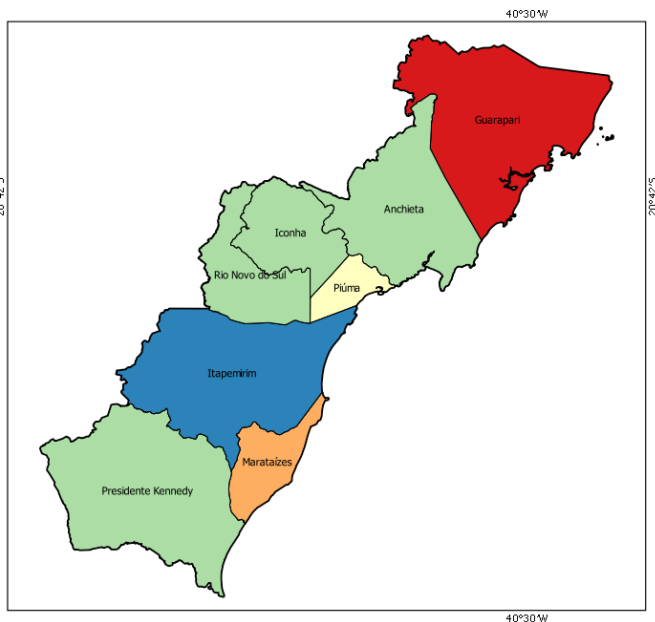 40°30'W
Guarapari
20°42'S
Anchieta
Iconha
Rio Novo do Sul
Piúma
Itapemirim
Marataízes
Presidente Kennedy
40°30'W